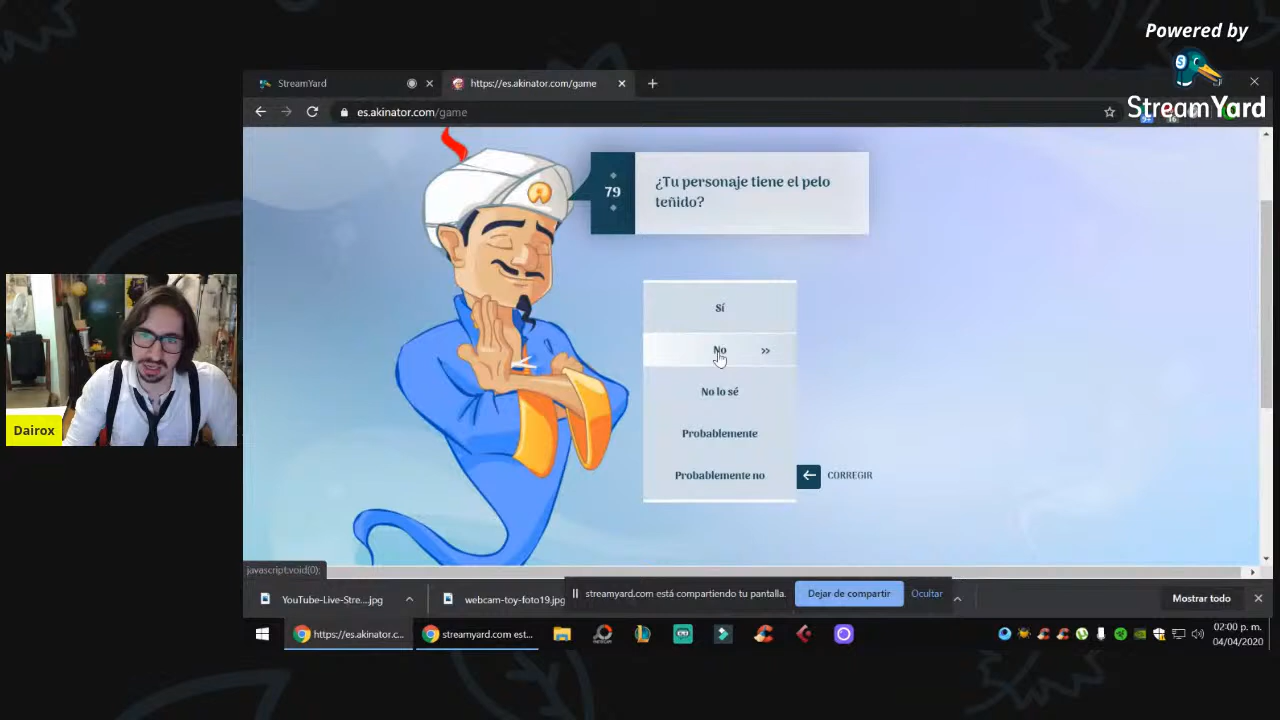 Powered by
StreamYard
StreamYard
https://es.akinator.com/game
es.akinator.com/game
79
¿Tu personaje tiene el pelo
teñido?
Sí
No
No lo sé
Probablemente
Probablemente no
CORREGIR
Dairox
javascript:void(0);
YouTube-Live-Stre....jpg
webcam-toy-foto19.jpg
streamyard.com está compartiendo tu pantalla.
Dejar de compartir
Ocultar
Mostrar todo
https://es.akinator.c...
streamyard.com est...
02:00 p. m.
04/04/2020